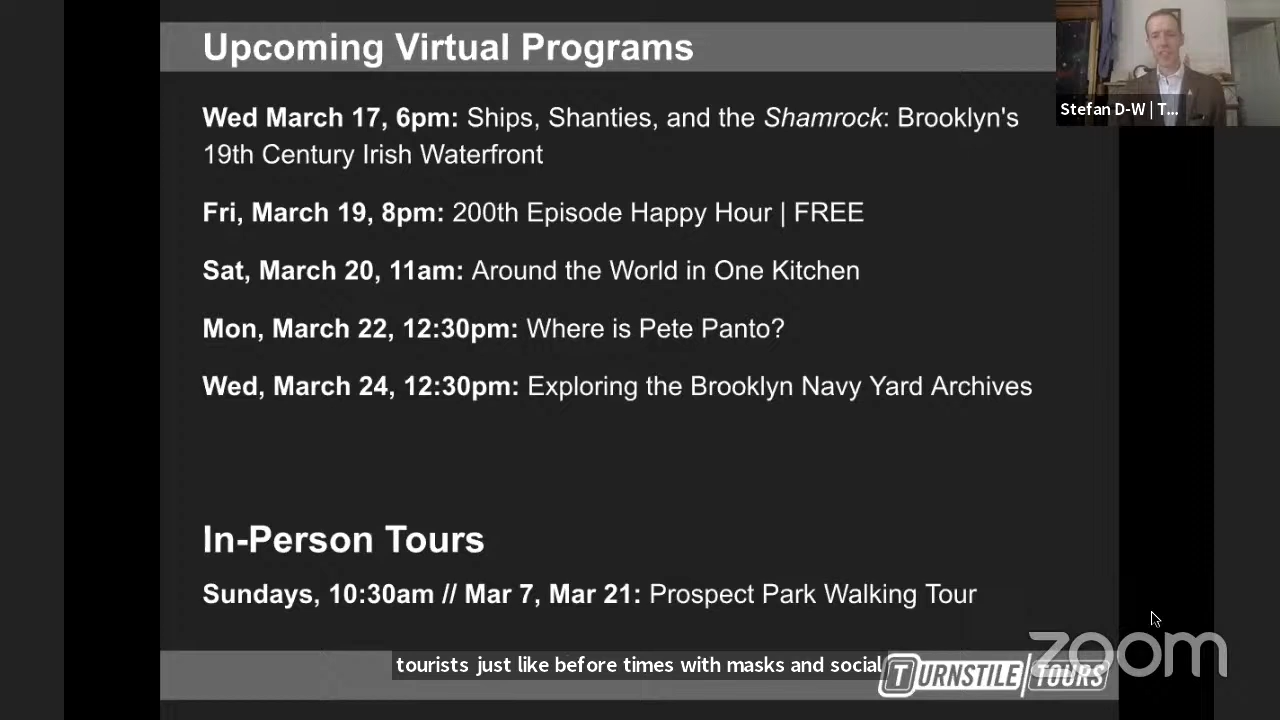 Upcoming Virtual Programs
Stefan D-W | T...
Wed March 17, 6pm: Ships, Shanties, and the Shamrock: Brooklyn's
19th Century Irish Waterfront
Fri, March 19, 8pm: 200th Episode Happy Hour | FREE
Sat, March 20, 11am: Around the World in One Kitchen
Mon, March 22, 12:30pm: Where is Pete Panto?
Wed, March 24, 12:30pm: Exploring the Brooklyn Navy Yard Archives
In-Person Tours
Sundays, 10:30am // Mar 7, Mar 21: Prospect Park Walking Tour
tourists just like before times with masks and social
TURNSTILE TOURS
zoom